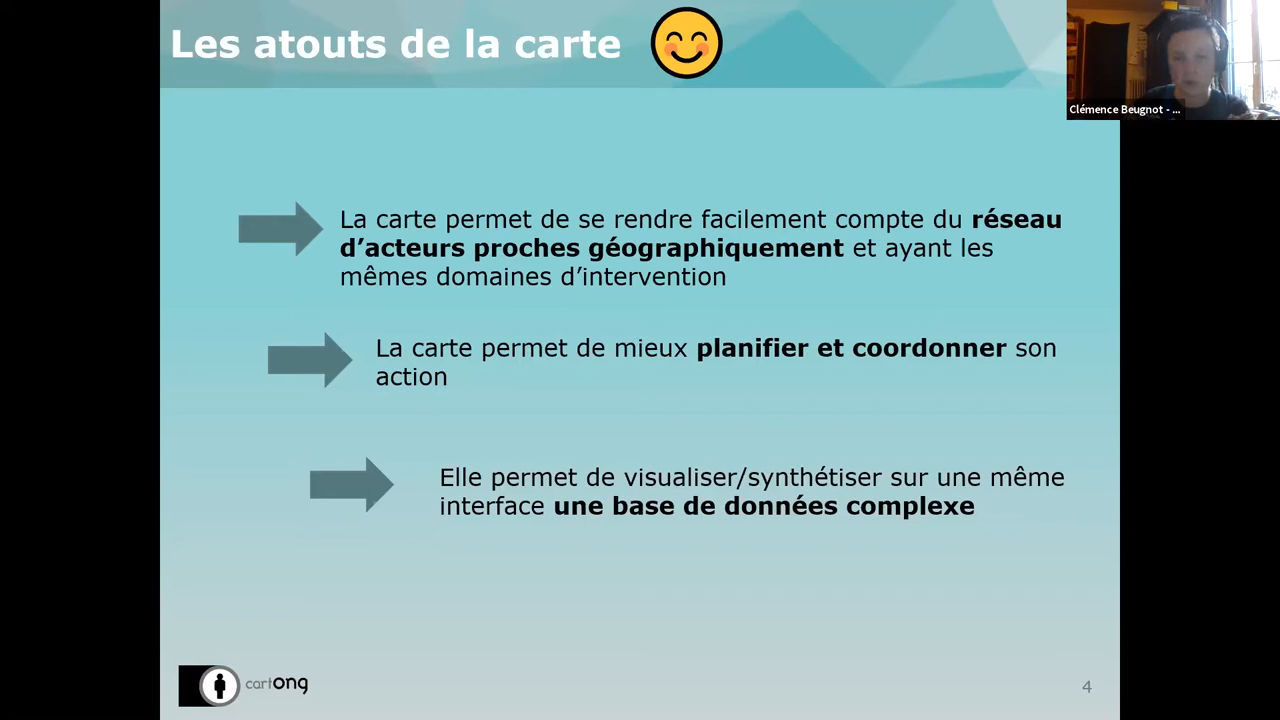 Les atouts de la carte
Clémence Beugnot - ...
La carte permet de se rendre facilement compte du réseau
d’acteurs proches géographiquement et ayant les
mêmes domaines d’intervention
La carte permet de mieux planifier et coordonner son
action
Elle permet de visualiser/synthétiser sur une même
interface une base de données complexe
cartONG
4